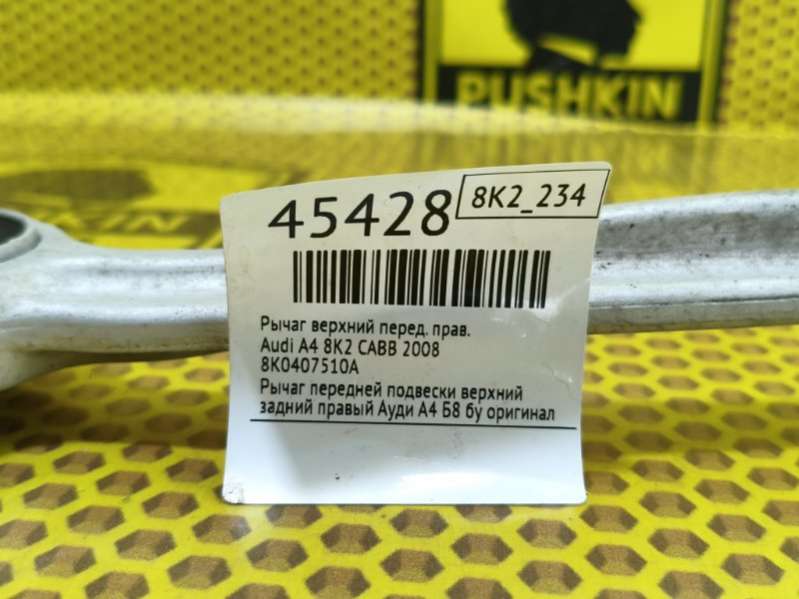 PUSHKIN
45428
8K2_234
Рычаг верхний перед. прав.
Audi A4 8K2 CABB 2008
8K0407510A
Рычаг передней подвески верхний
задний правый Ауди А4 Б8 бу оригинал